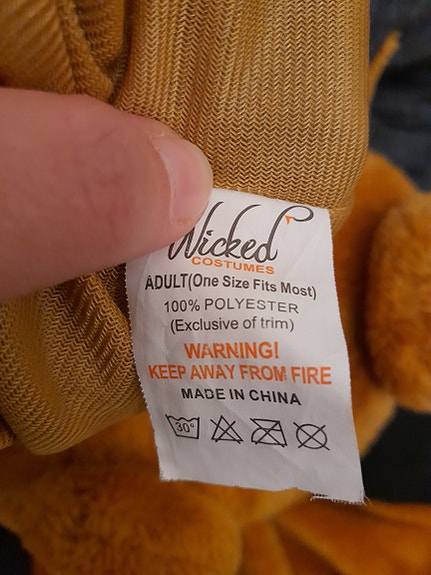 Wicked
COSTUMES
ADULT(One Size Fits Most)
100% POLYESTER
(Exclusive of trim)
WARNING!
KEEP AWAY FROM FIRE
MADE IN CHINA
30°